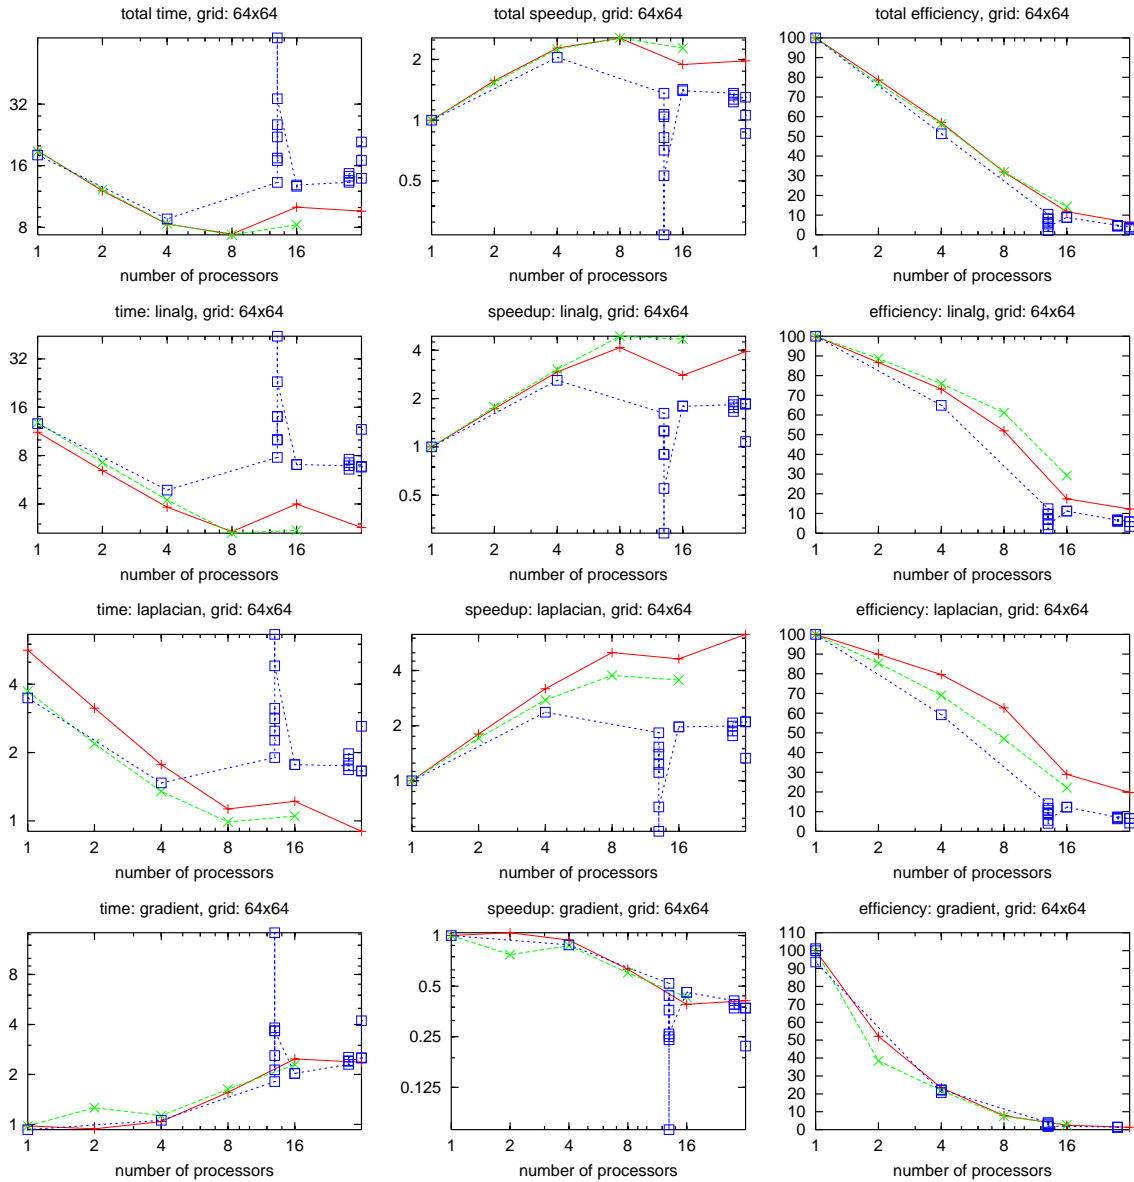 total time, grid: 64x64
32
16
8
1 2 4 8 16
number of processors
total speedup, grid: 64x64
2
1
0.5
1 2 4 8 16
number of processors
total efficiency, grid: 64x64
100
90
80
70
60
50
40
30
20
10
0
1 2 4 8 16
number of processors
time: linalg, grid: 64x64
32
16
8
4
1 2 4 8 16
number of processors
speedup: linalg, grid: 64x64
4
2
1
0.5
1 2 4 8 16
number of processors
efficiency: linalg, grid: 64x64
100
90
80
70
60
50
40
30
20
10
0
1 2 4 8 16
number of processors
time: laplacian, grid: 64x64
4
2
1
1 2 4 8 16
number of processors
speedup: laplacian, grid: 64x64
4
2
1
1 2 4 8 16
number of processors
efficiency: laplacian, grid: 64x64
100
90
80
70
60
50
40
30
20
10
0
1 2 4 8 16
number of processors
time: gradient, grid: 64x64
8
4
2
1
1 2 4 8 16
number of processors
speedup: gradient, grid: 64x64
1
0.5
0.25
0.125
1 2 4 8 16
number of processors
efficiency: gradient, grid: 64x64
110
100
90
80
70
60
50
40
30
20
10
0
1 2 4 8 16
number of processors